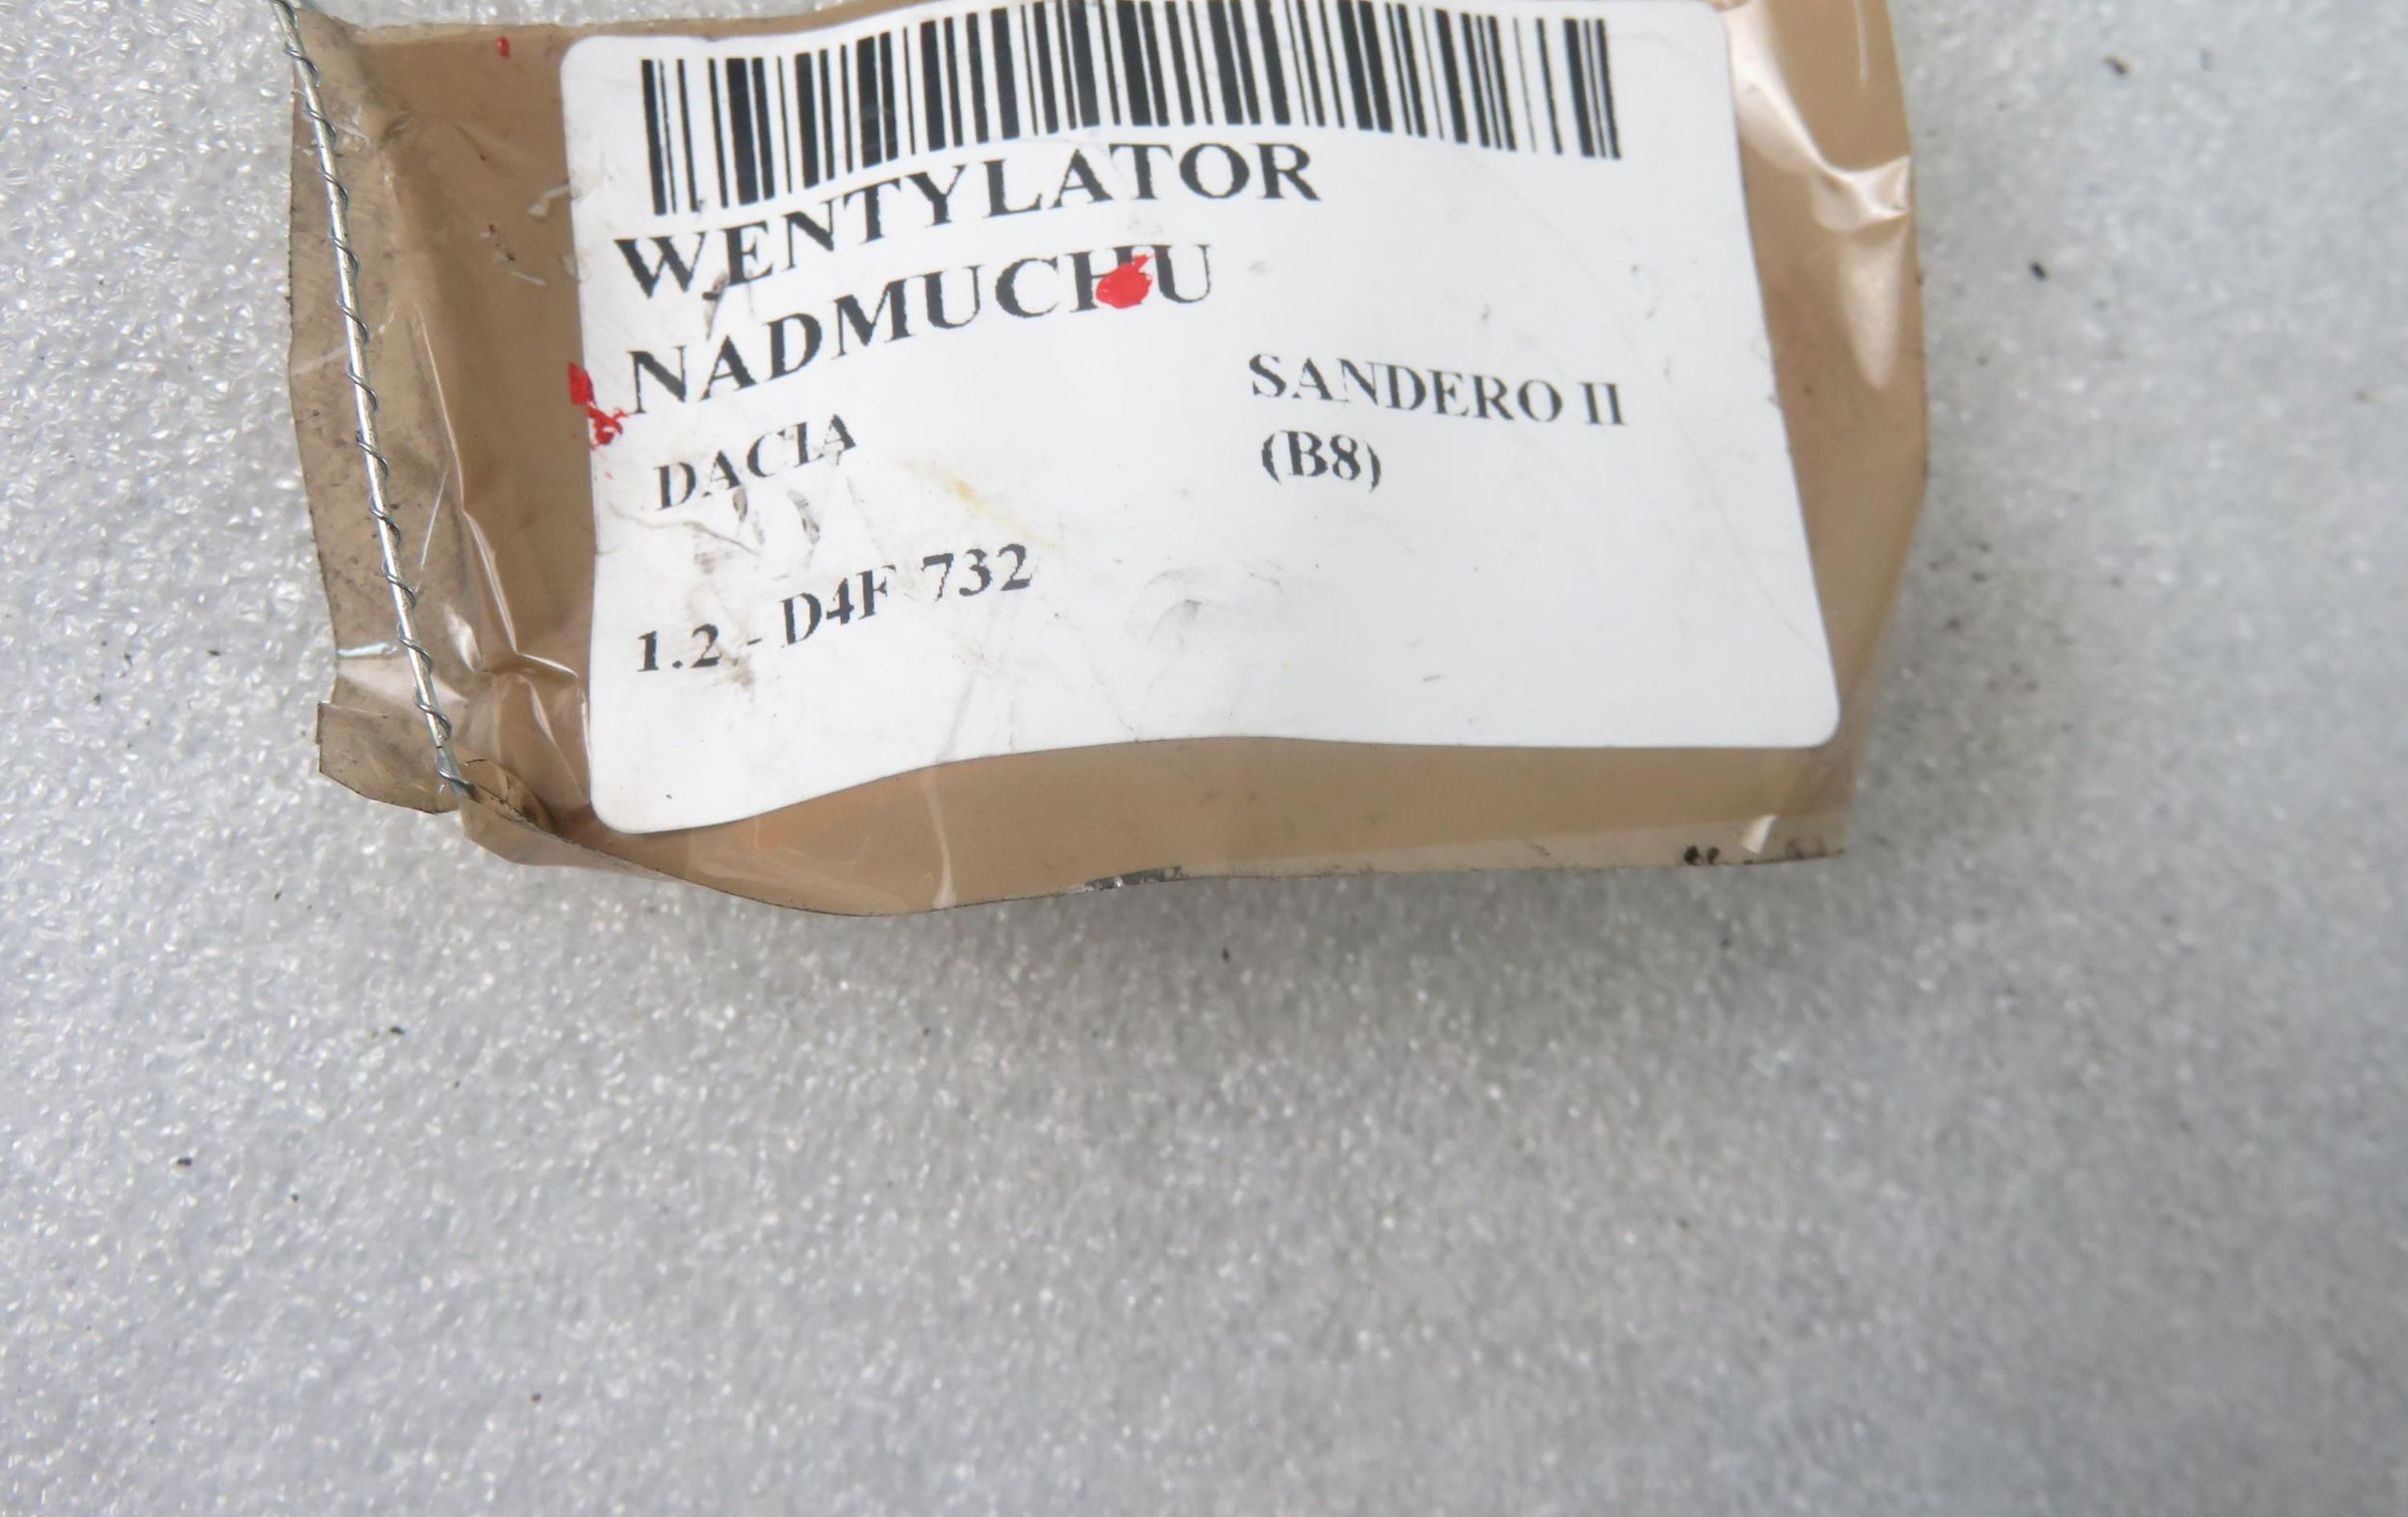 WENTYLATOR
NADMUCHU
DACIA
SANDERO II
(B8)
1.2 - D4F 732